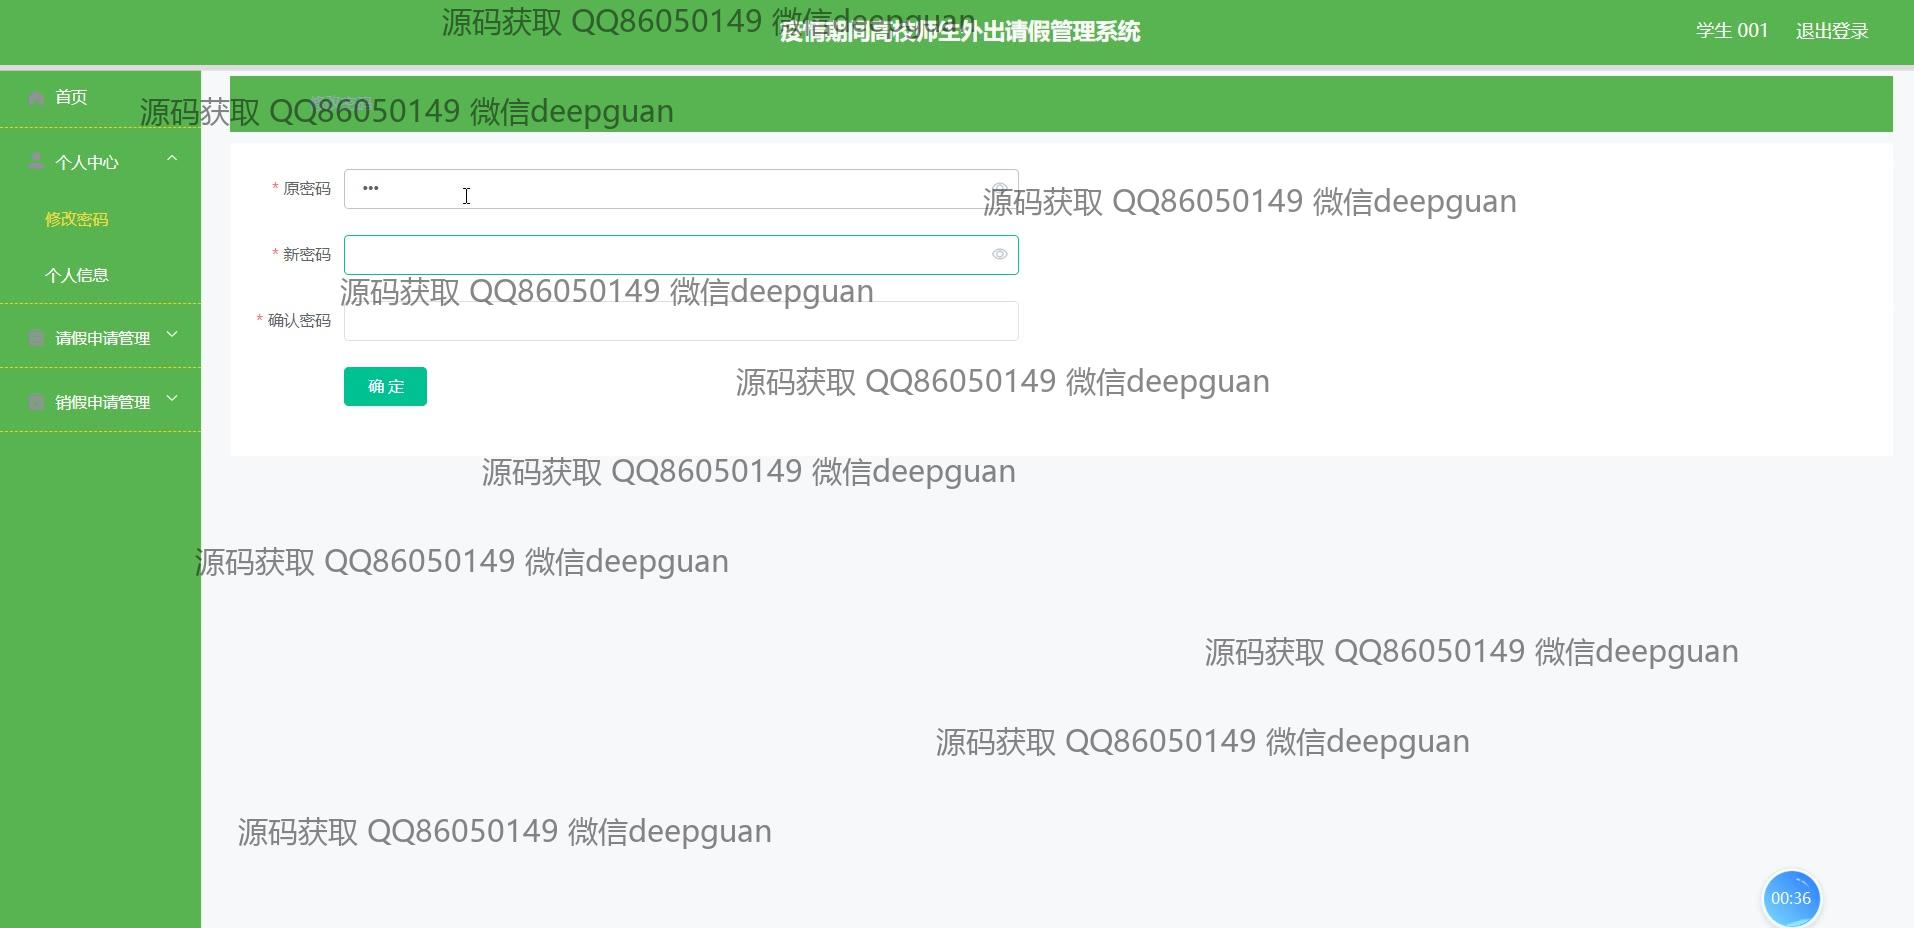 源码获取 QQ86050149 微信deepguan
疫情期间高校师生外出请假管理系统
学生 001
退出登录
首页
修改密码
源码获取 QQ86050149 微信deepguan
个人中心
* 原密码
•••
源码获取 QQ86050149 微信deepguan
修改密码
* 新密码
个人信息
源码获取 QQ86050149 微信deepguan
* 确认密码
请假申请管理
确定
源码获取 QQ86050149 微信deepguan
销假申请管理
源码获取 QQ86050149 微信deepguan
源码获取 QQ86050149 微信deepguan
源码获取 QQ86050149 微信deepguan
源码获取 QQ86050149 微信deepguan
源码获取 QQ86050149 微信deepguan
00:36